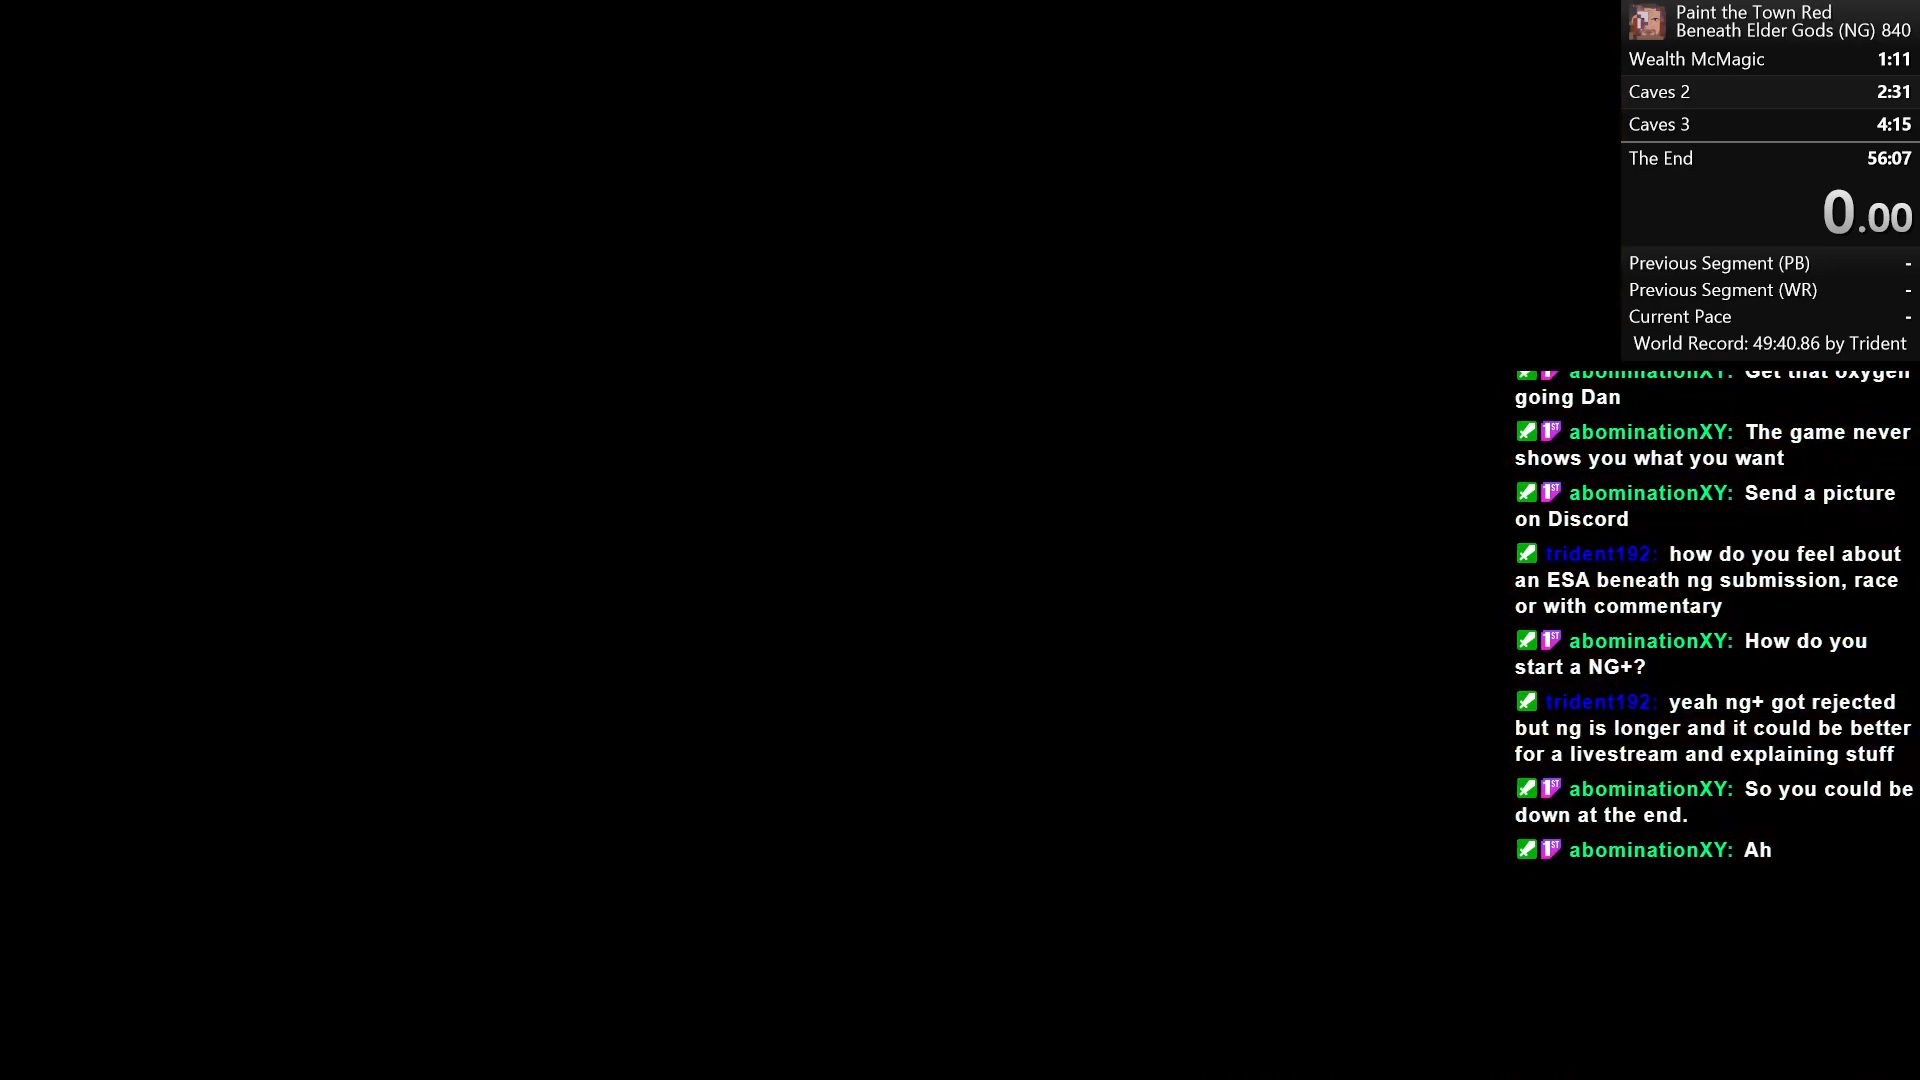 Paint the Town Red
Beneath Elder Gods (NG) 840
Wealth McMagic 1:11
Caves 2 2:31
Caves 3 4:15
The End 56:07
0.00
Previous Segment (PB) -
Previous Segment (WR) -
Current Pace -
World Record: 49:40.86 by Trident
abominationXY: Get that oxygen
going Dan
abominationXY: The game never
shows you what you want
abominationXY: Send a picture
on Discord
trident192: how do you feel about
an ESA beneath ng submission, race
or with commentary
abominationXY: How do you
start a NG+?
trident192: yeah ng+ got rejected
but ng is longer and it could be better
for a livestream and explaining stuff
abominationXY: So you could be
down at the end.
abominationXY: Ah